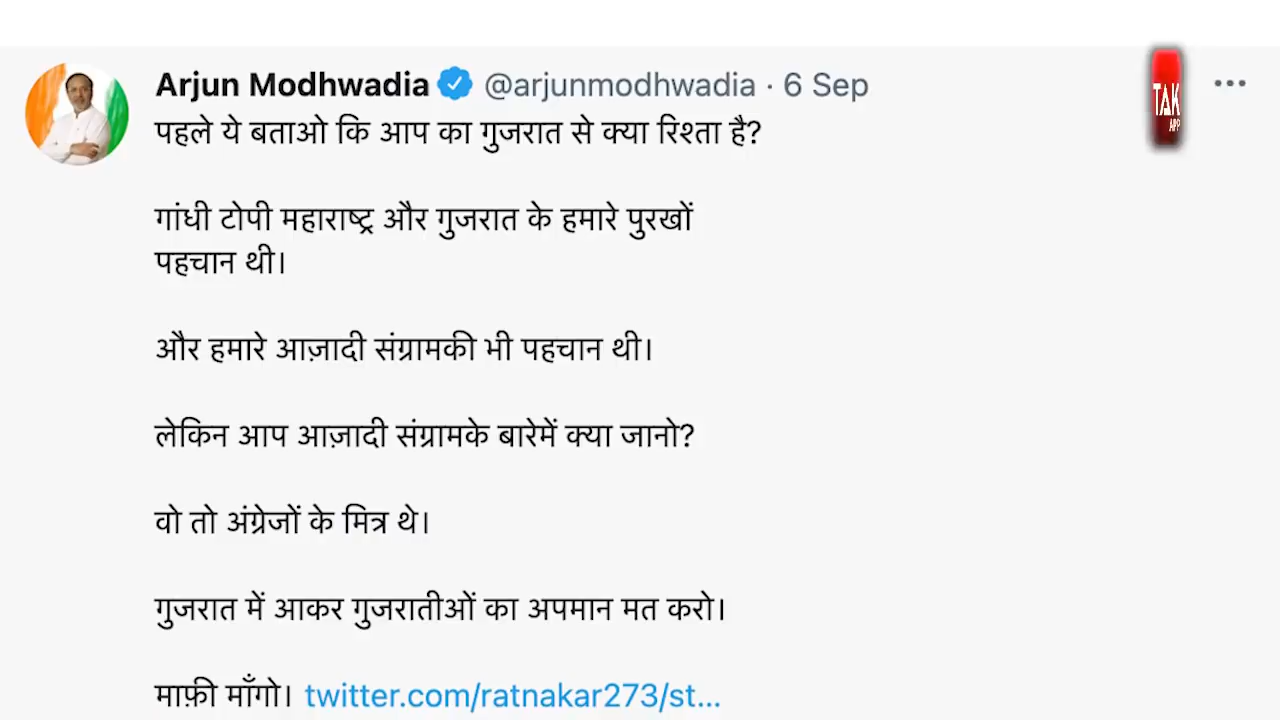 Arjun Modhwadia @arjunmodhwadia · 6 Sep
पहले ये बताओ कि आप का गुजरात से क्या रिश्ता है?
गांधी टोपी महाराष्ट्र और गुजरात के हमारे पुरखों
पहचान थी।
और हमारे आज़ादी संग्रामकी भी पहचान थी।
लेकिन आप आज़ादी संग्रामके बारेमें क्या जानो?
वो तो अंग्रेजों के मित्र थे।
गुजरात में आकर गुजरातीओं का अपमान मत करो।
माफ़ी माँगो। twitter.com/ratnakar273/st...
TAK
APP